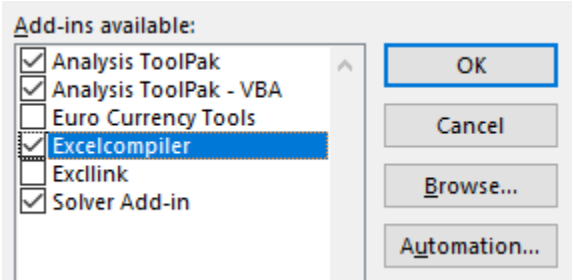 Add-ins available:
Analysis ToolPak
Analysis ToolPak - VBA
Euro Currency Tools
Excelcompiler
Excllink
Solver Add-in
OK
Cancel
Browse...
Automation...